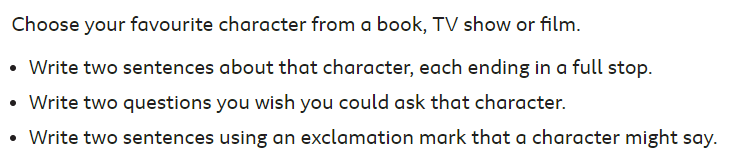 Choose your favourite character from a book, TV show or film.
• Write two sentences about that character, each ending in a full stop.
• Write two questions you wish you could ask that character.
• Write two sentences using an exclamation mark that a character might say.